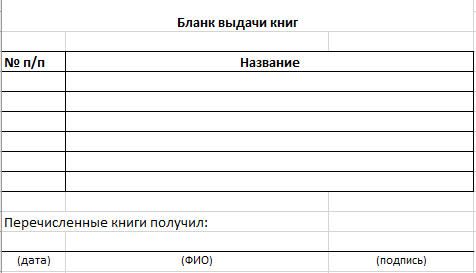 Бланк выдачи книг
№ п/п Название
Перечисленные книги получил:
(дата) (ФИО) (подпись)